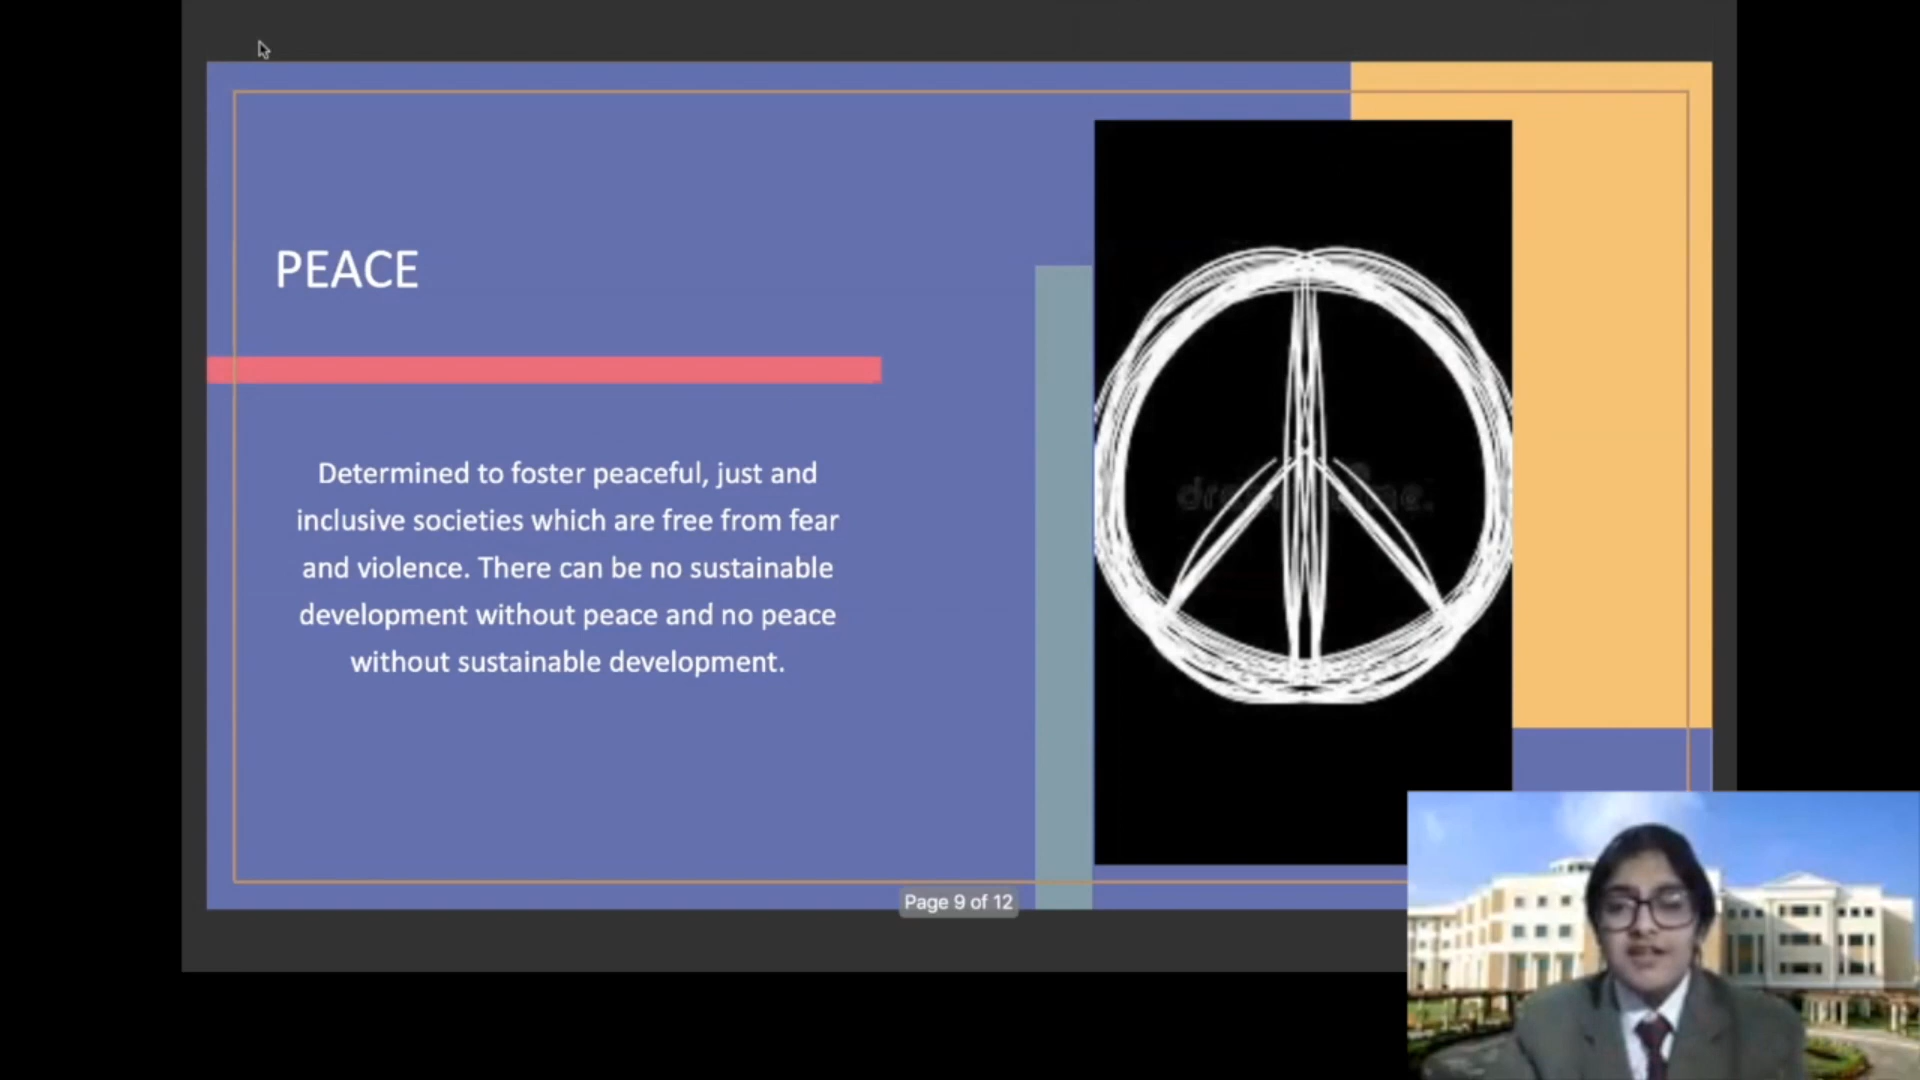 PEACE
Determined to foster peaceful, just and
inclusive societies which are free from fear
and violence. There can be no sustainable
development without peace and no peace
without sustainable development.
Page 9 of 12